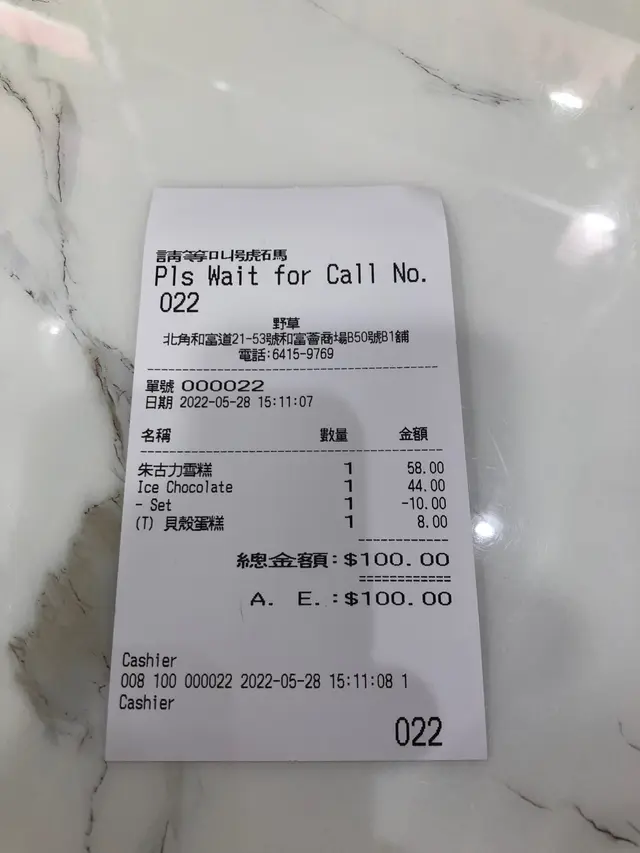 請等叫號碼
Pls Wait for Call No.
022
野草
北角和富道21-53號和富薈商場B50號B1鋪
電話:6415-9769
單號 000022
日期 2022-05-28 15:11:07
名稱 數量 金額
朱古力雪糕 1 58.00
Ice Chocolate 1 44.00
- Set 1 -10.00
(T) 貝殼蛋糕 1 8.00
總金額:$100.00
A. E.:$100.00
Cashier
008 100 000022 2022-05-28 15:11:08 1
Cashier
022